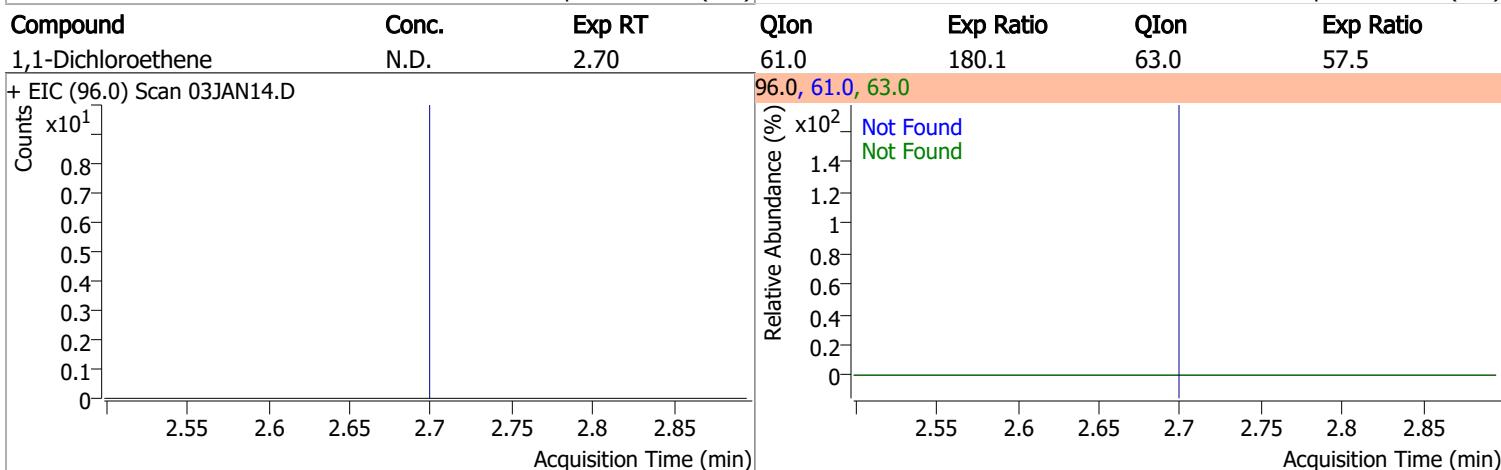 Compound Conc. Exp RT QIon Exp Ratio QIon Exp Ratio
1,1-Dichloroethene N.D. 2.70 61.0 180.1 63.0 57.5
+ EIC (96.0) Scan 03JAN14.D
Counts
x10¹
0.8
0.7
0.6
0.5
0.4
0.3
0.2
0.1
0
2.55 2.6 2.65 2.7 2.75 2.8 2.85
Acquisition Time (min)
96.0, 61.0, 63.0
Relative Abundance (%)
x10²
Not Found
Not Found
1.4
1.2
1
0.8
0.6
0.4
0.2
0
2.55 2.6 2.65 2.7 2.75 2.8 2.85
Acquisition Time (min)